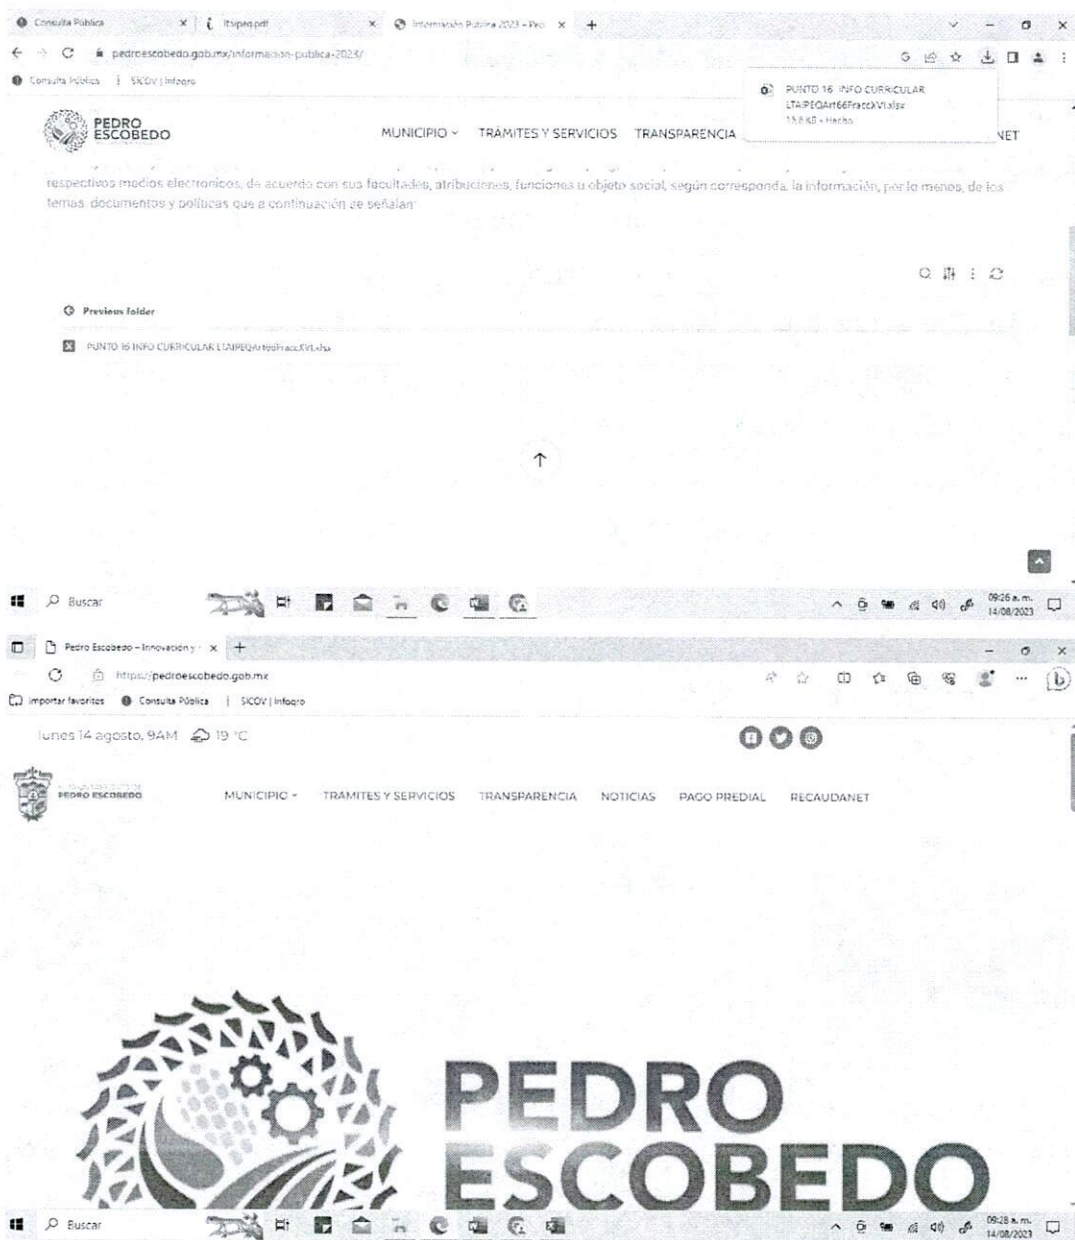 Consulta Pública
ltaipeq.pdf
Información Pública 2023 – Ped
pedroescobedo.gob.mx/informacion-publica-2023/
Consulta Pública
SICOV | Infoqro
PUNTO 16 INFO CURRICULAR
LTAIPEQArt66FraccXVI.xlsx
Hecho
PEDRO
ESCOBEDO
MUNICIPIO
TRÁMITES Y SERVICIOS
TRANSPARENCIA
NET
respectivos medios electrónicos, de acuerdo con sus facultades, atribuciones, funciones u objeto social, según corresponda, la información, por lo menos, de los
temas, documentos y políticas que a continuación se señalan:
Previous folder
PUNTO 16 INFO CURRICULAR LTAIPEQArt66FraccXVI.xlsx
Buscar
09:26 a. m.
14/08/2023
Pedro Escobedo – Innovación y
https://pedroescobedo.gob.mx
Importar favoritos
Consulta Pública
SICOV | Infoqro
lunes 14 agosto, 9AM
19 °C
PEDRO ESCOBEDO
MUNICIPIO
TRÁMITES Y SERVICIOS
TRANSPARENCIA
NOTICIAS
PAGO PREDIAL
RECAUDANET
PEDRO
ESCOBEDO
Buscar
09:28 a. m.
14/08/2023